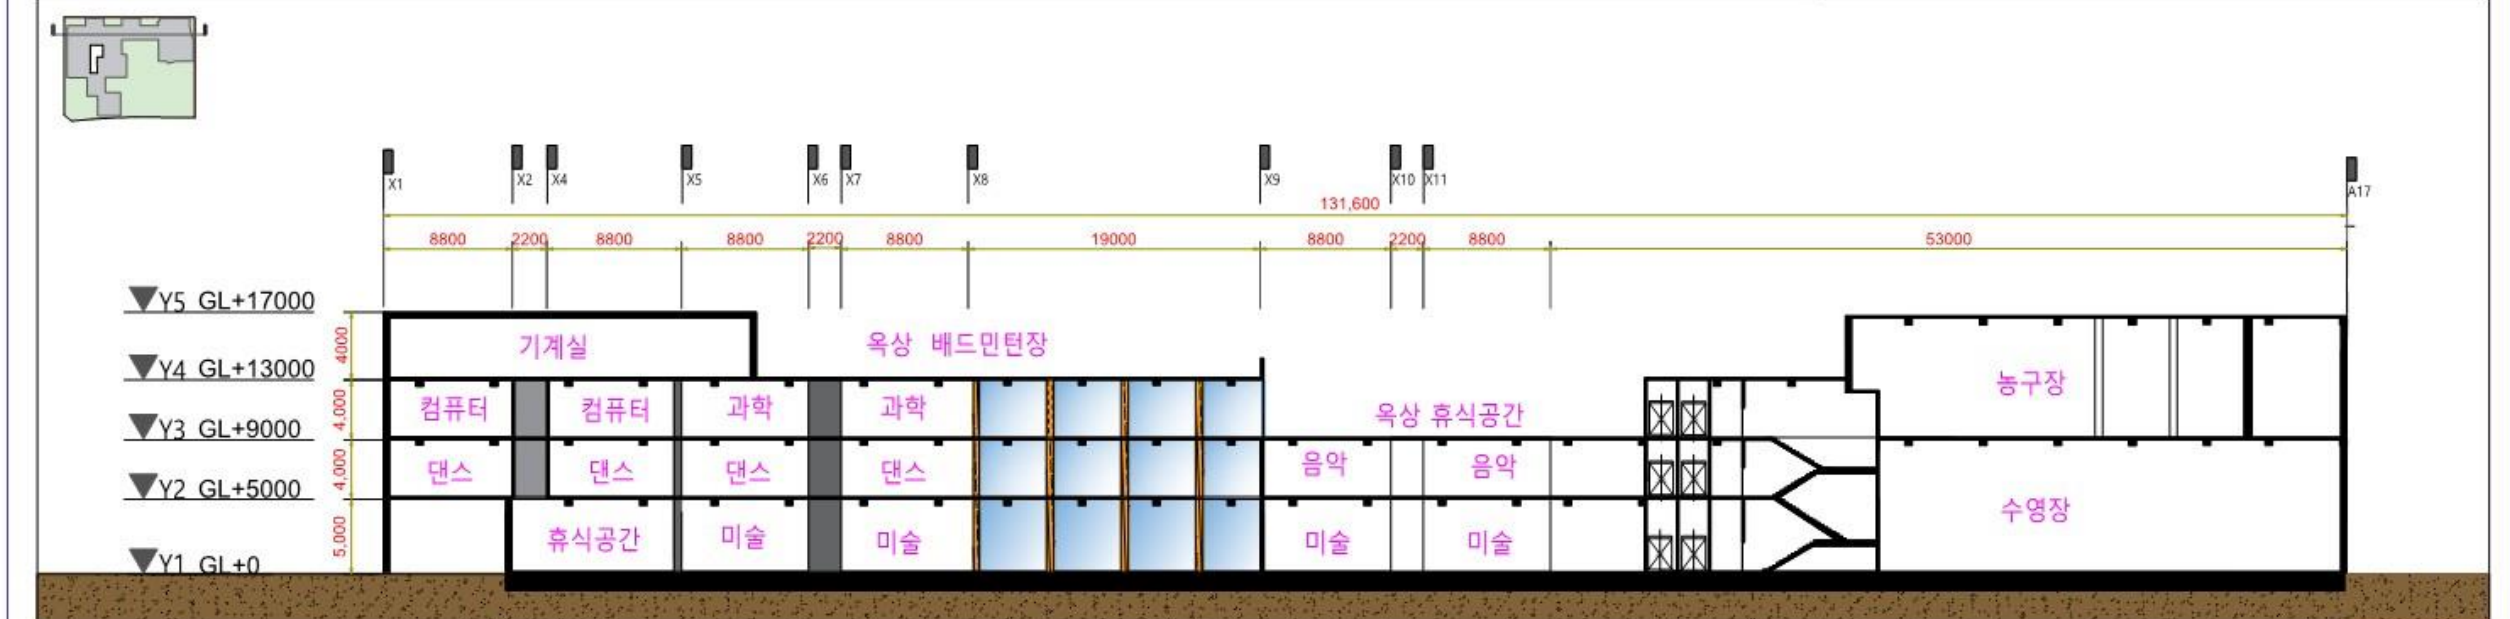 X1 X2 X4 X5 X6 X7 X8 X9 X10 X11 A17
131,600
8800 2200 8800 8800 2200 8800 19000 8800 2200 8800 53000
Y5 GL+17000
4000
기계실 옥상 배드민턴장
Y4 GL+13000
4,000
컴퓨터 컴퓨터 과학 과학 옥상 휴식공간 농구장
Y3 GL+9000
4,000
댄스 댄스 댄스 댄스 음악 음악
Y2 GL+5000
5,000
휴식공간 미술 미술 미술 미술 수영장
Y1 GL+0